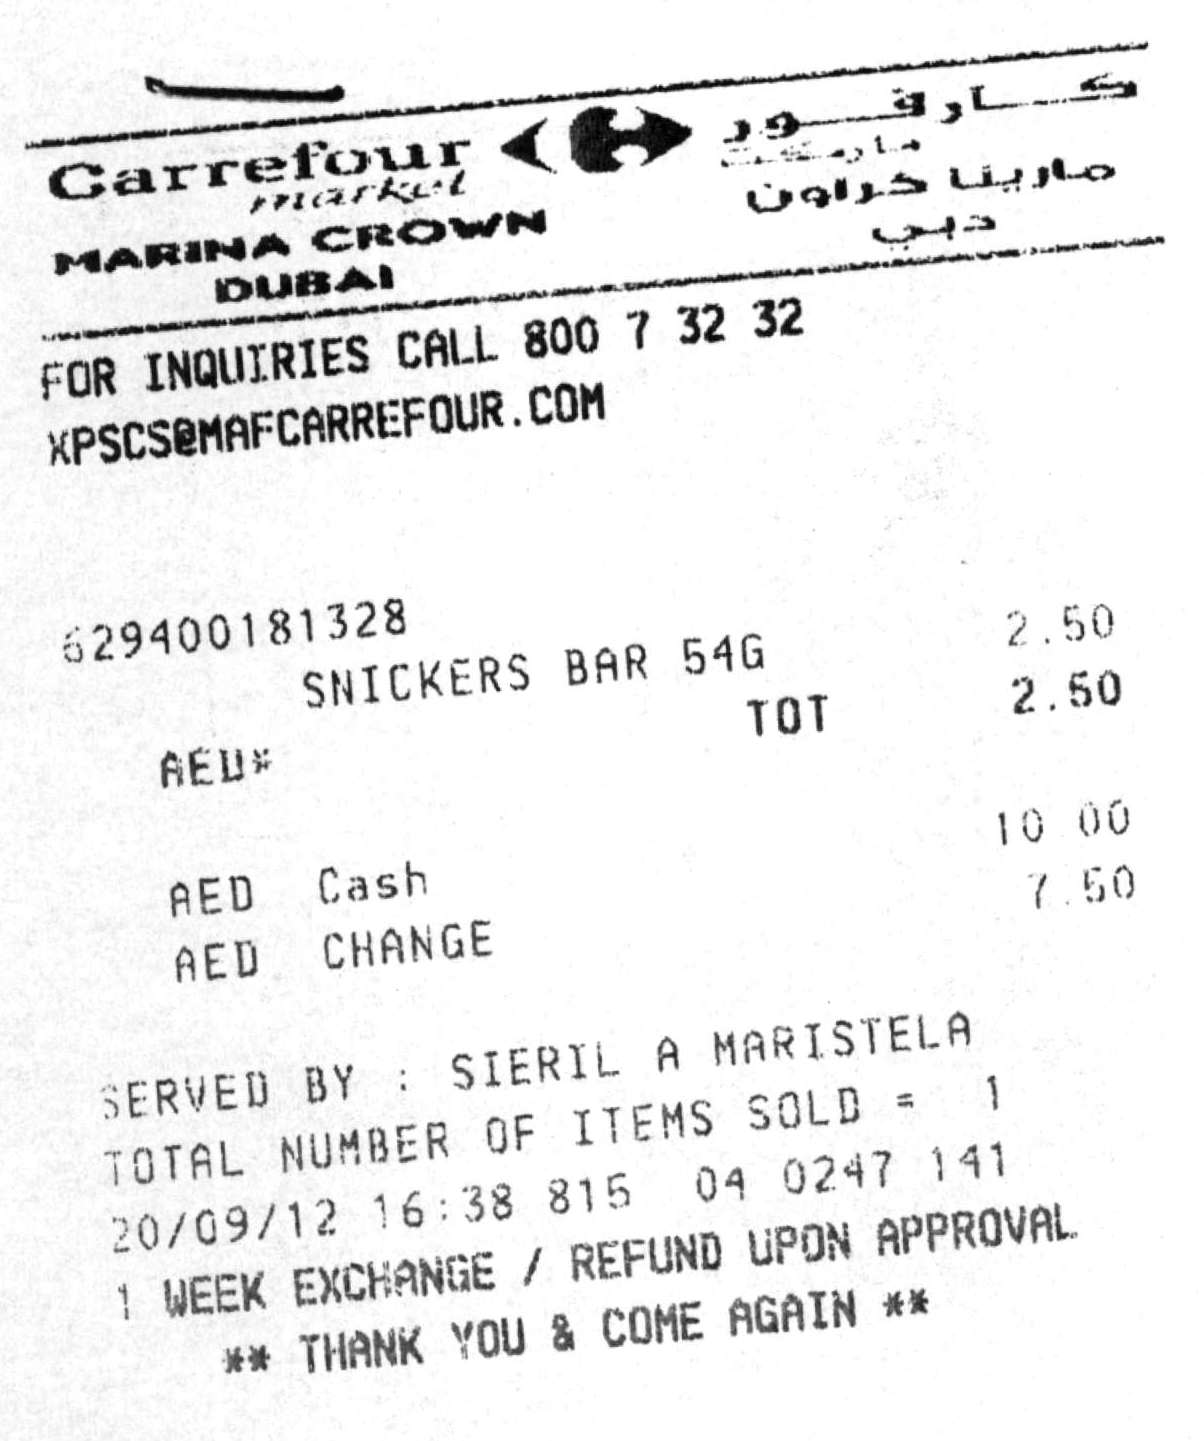 Carrefour كارفور
market ماركت
MARINA CROWN مارينا كراون
DUBAI دبي
FOR INQUIRIES CALL 800 7 32 32
XPSCS@MAFCARREFOUR.COM
629400181328
SNICKERS BAR 54G 2.50
TOT 2.50
AED*
AED Cash 10.00
AED CHANGE 7.50
SERVED BY : SIERIL A MARISTELA
TOTAL NUMBER OF ITEMS SOLD = 1
20/09/12 16:38 815 04 0247 141
1 WEEK EXCHANGE / REFUND UPON APPROVAL
** THANK YOU & COME AGAIN **